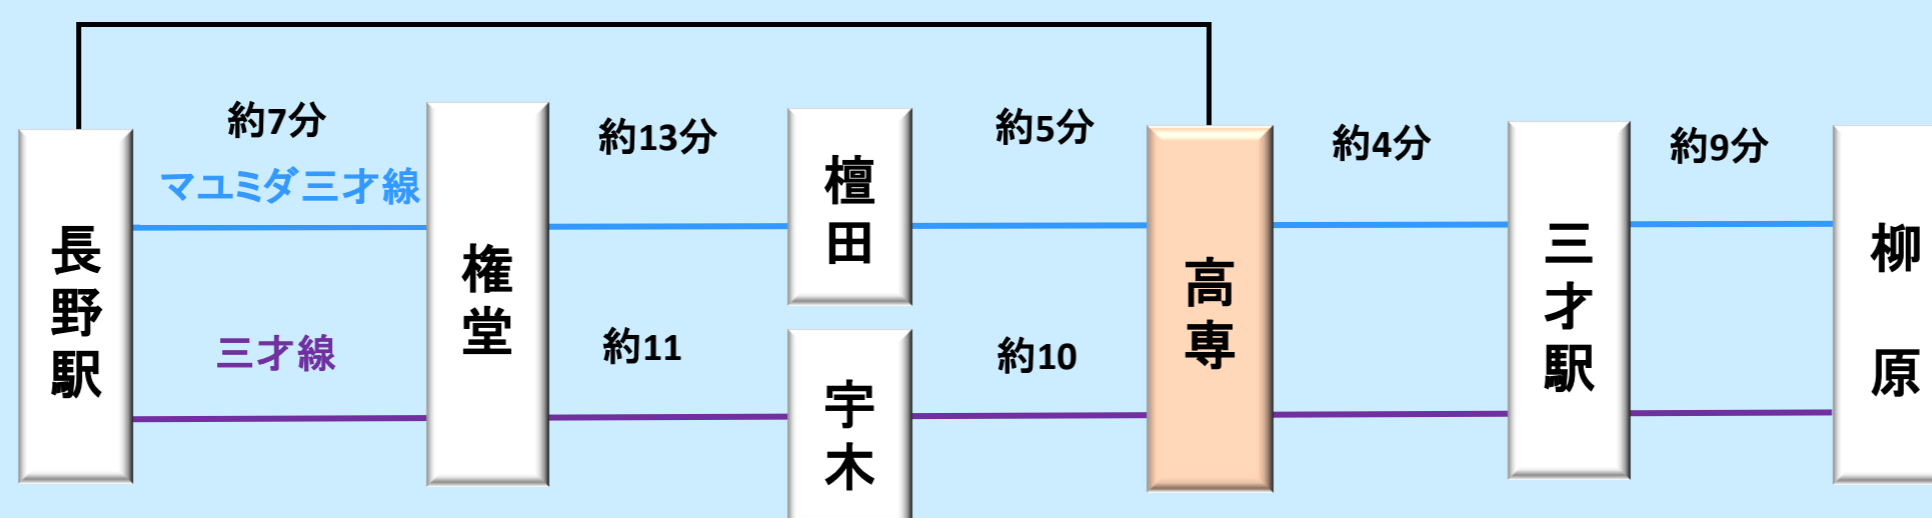 約7分
約13分
約5分
約4分
約9分
マユミダ三才線
長野駅
権堂
檀田
高専
三才駅
柳原
三才線
約11
約10
宇木